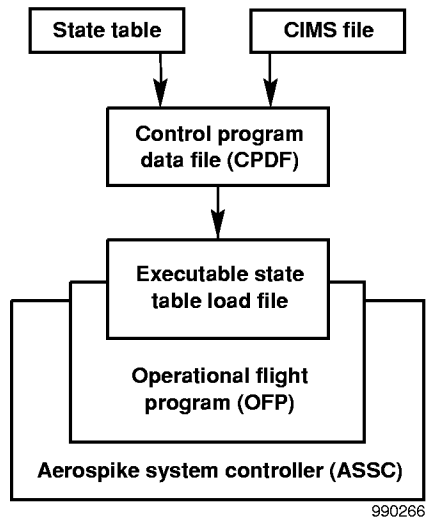 State table
CIMS file
Control program
data file (CPDF)
Executable state
table load file
Operational flight
program (OFP)
Aerospike system controller (ASSC)
990266